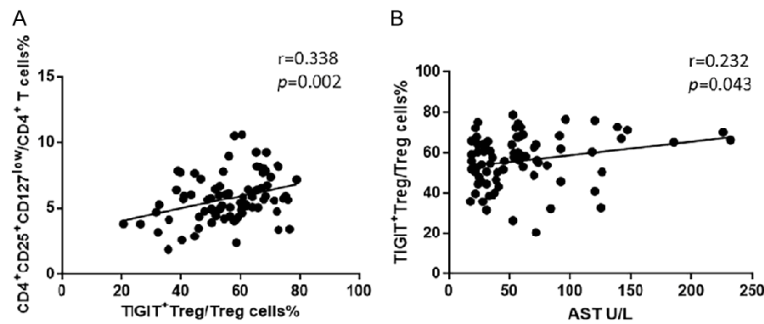 A
r=0.338
p=0.002
CD4+CD25+CD127low/CD4+ T cells%
15
10
5
0
0 20 40 60 80 100
TIGIT+Treg/Treg cells%
B
r=0.232
p=0.043
TIGIT+Treg/Treg cells%
100
80
60
40
20
0
0 50 100 150 200 250
AST U/L